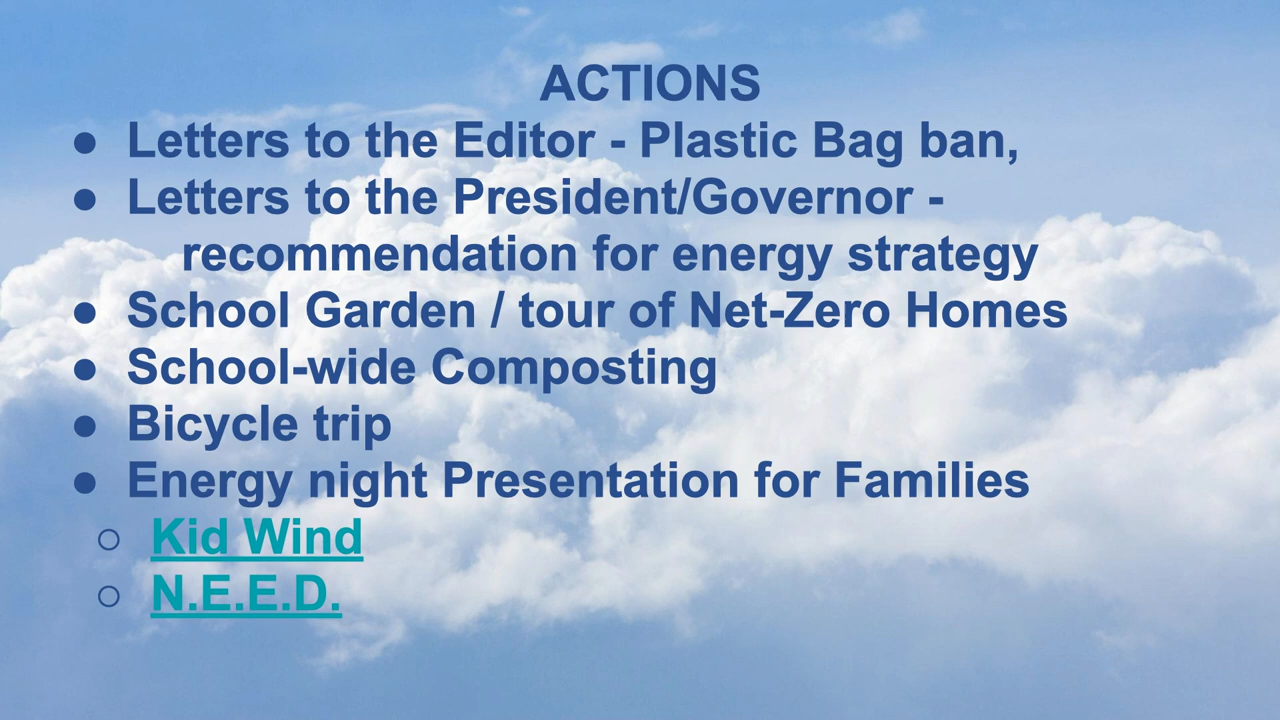 ACTIONS
● Letters to the Editor - Plastic Bag ban,
● Letters to the President/Governor -
recommendation for energy strategy
● School Garden / tour of Net-Zero Homes
● School-wide Composting
● Bicycle trip
● Energy night Presentation for Families
○ Kid Wind
○ N.E.E.D.